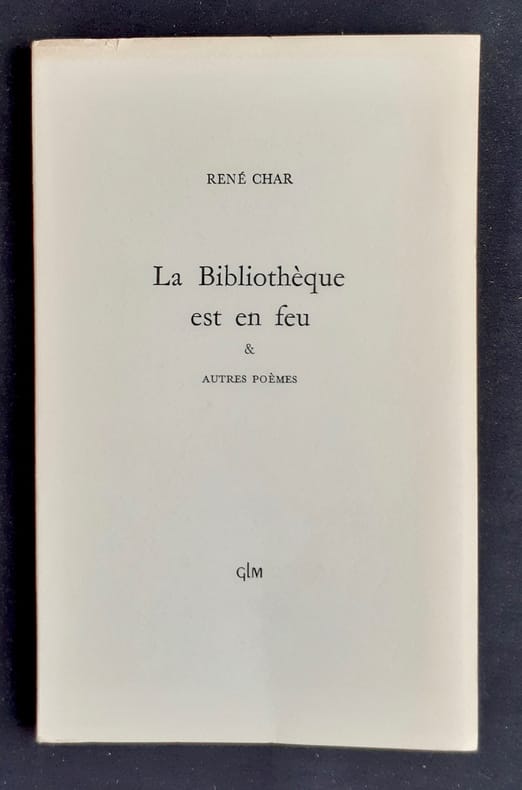 RENÉ CHAR
La Bibliothèque
est en feu
&
AUTRES POÈMES
GLM